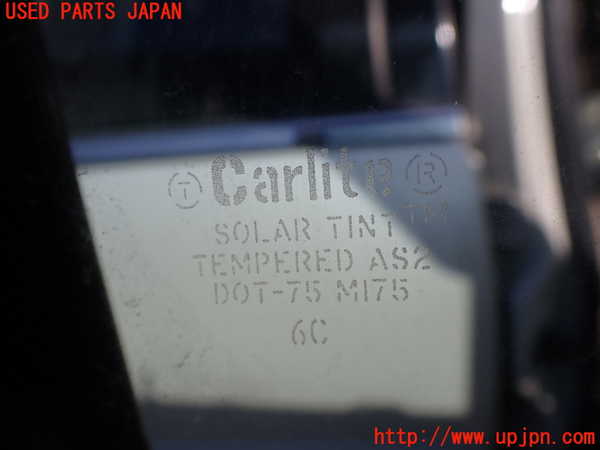 USED PARTS JAPAN
T Carlite ®
SOLAR TINT TM
TEMPERED AS2
DOT-75 M175
6C
http://www.upjpn.com